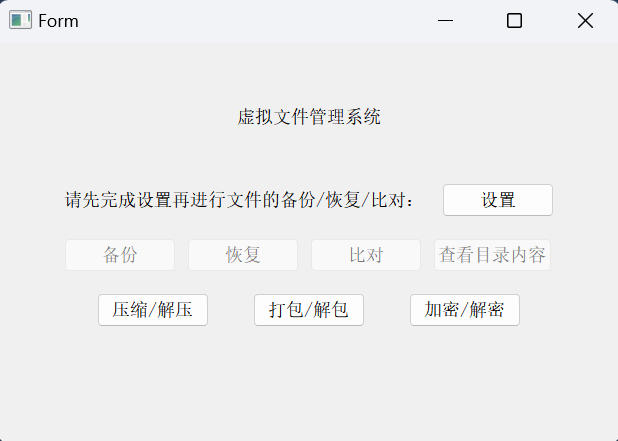 Form
虚拟文件管理系统
请先完成设置再进行文件的备份/恢复/比对： 设置
备份 恢复 比对 查看目录内容
压缩/解压 打包/解包 加密/解密